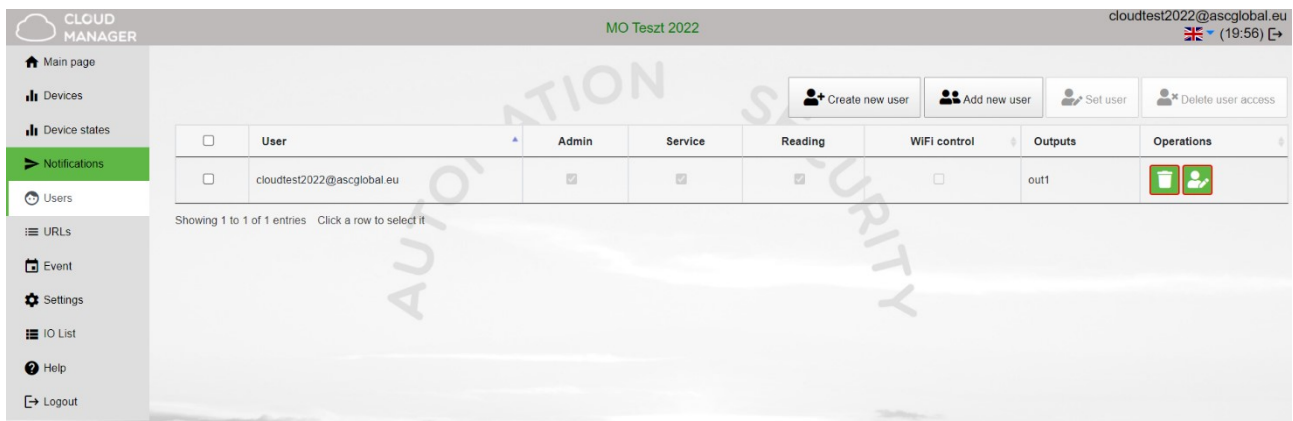 CLOUD
MANAGER
MO Teszt 2022
cloudtest2022@ascglobal.eu
(19:56)
Main page
Devices
Device states
Notifications
Users
URLs
Event
Settings
IO List
Help
Logout
AUTOMATION SECURITY
Create new user Add new user Set user Delete user access
User Admin Service Reading WiFi control Outputs Operations
cloudtest2022@ascglobal.eu out1
Showing 1 to 1 of 1 entries Click a row to select it